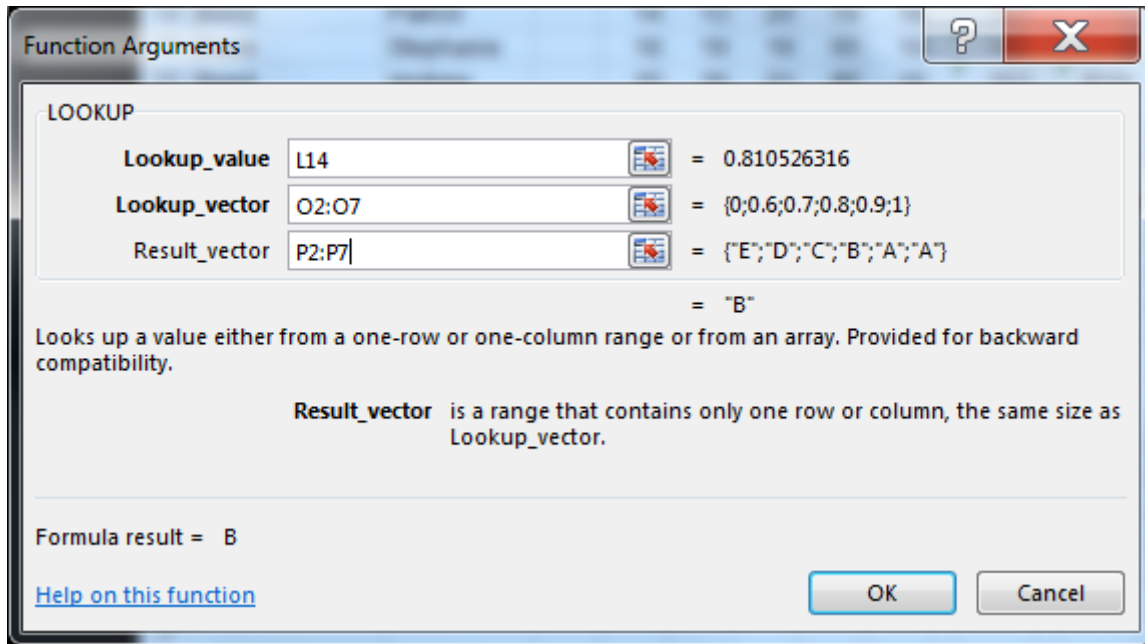 Function Arguments
LOOKUP
Lookup_value L14 = 0.810526316
Lookup_vector O2:O7 = {0;0.6;0.7;0.8;0.9;1}
Result_vector P2:P7 = {"E";"D";"C";"B";"A";"A"}
= "B"
Looks up a value either from a one-row or one-column range or from an array. Provided for backward
compatibility.
Result_vector is a range that contains only one row or column, the same size as
Lookup_vector.
Formula result = B
Help on this function OK Cancel